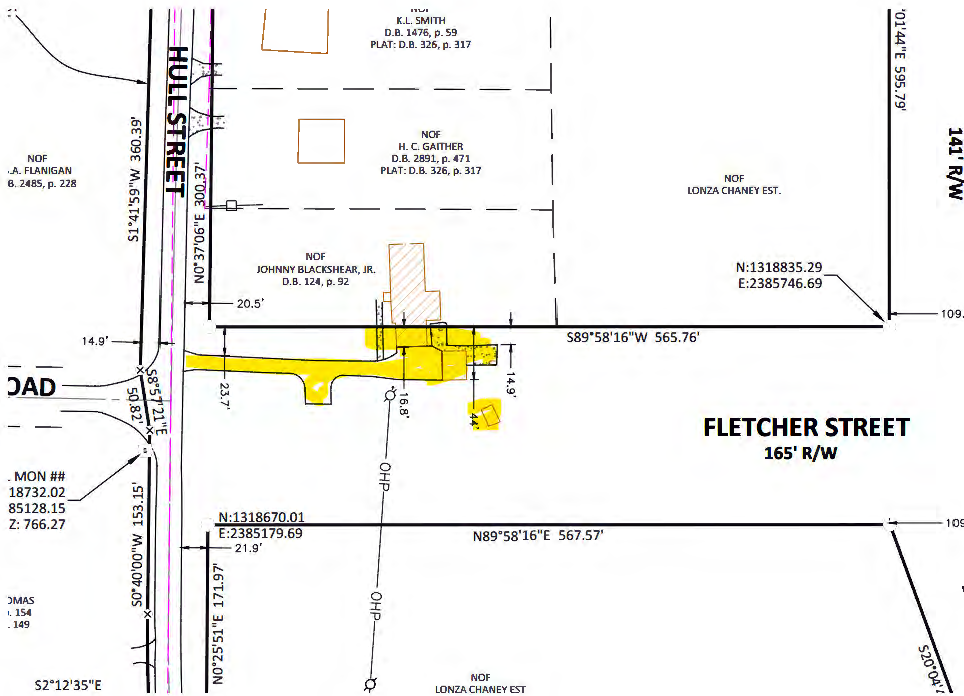 K.L. SMITH
D.B. 1476, p. 59
PLAT: D.B. 326, p. 317
'01'44"E 595.79'
HULL STREET
S1°41'59"W 360.39'
NOF
.A. FLANIGAN
B. 2485, p. 228
NOF
H. C. GAITHER
D.B. 2891, p. 471
PLAT: D.B. 326, p. 317
141' R/W
NOF
LONZA CHANEY EST.
N0°37'06"E 300.37'
NOF
JOHNNY BLACKSHEAR, JR.
D.B. 124, p. 92
N:1318835.29
E:2385746.69
20.5'
109.
14.9'
S89°58'16"W 565.76'
OAD
S8°57'21"E
50.82'
23.7'
16.8'
44'
14.9'
FLETCHER STREET
165' R/W
OHP
. MON ##
18732.02
85128.15
Z: 766.27
S0°40'00"W 153.15'
N:1318670.01
E:2385179.69
N89°58'16"E 567.57'
109
21.9'
N0°25'51"E 171.97'
OHP
OMAS
. 154
. 149
S2°12'35"E
NOF
LONZA CHANEY EST
S20°04'